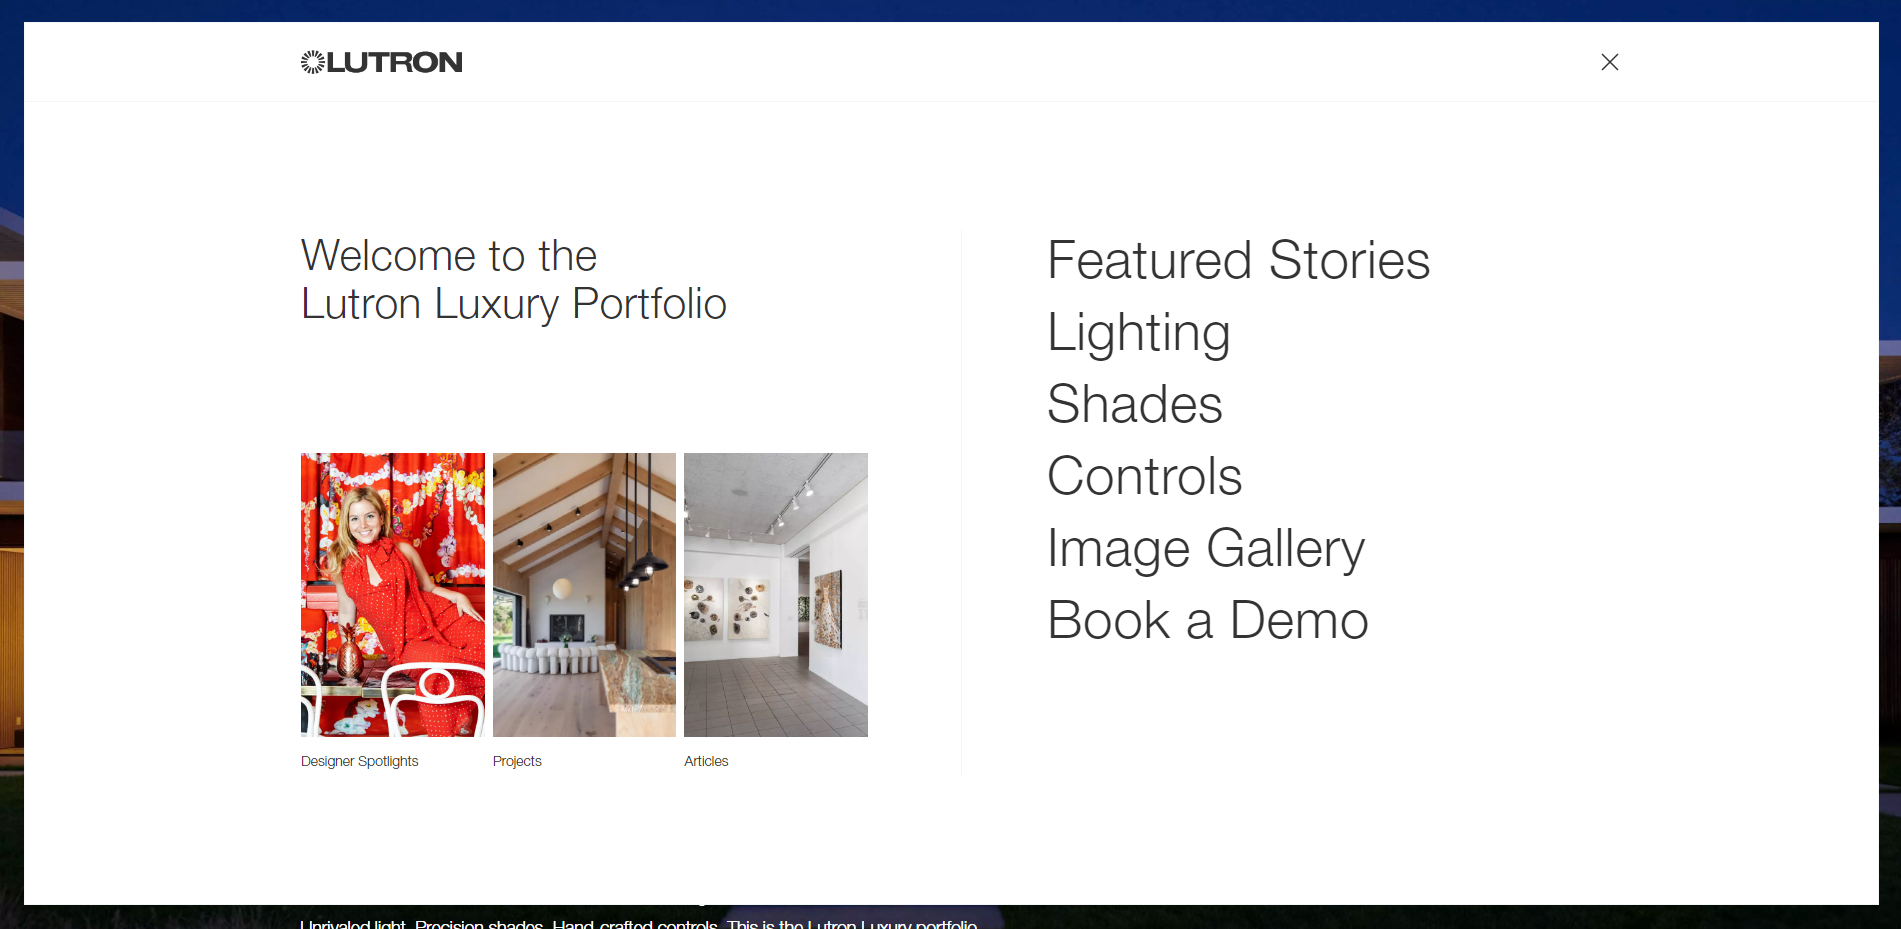 LUTRON
Welcome to the
Lutron Luxury Portfolio
Designer Spotlights
Projects
Articles
Featured Stories
Lighting
Shades
Controls
Image Gallery
Book a Demo
Unrivaled light. Precision shades. Hand-crafted controls. This is the Lutron Luxury portfolio